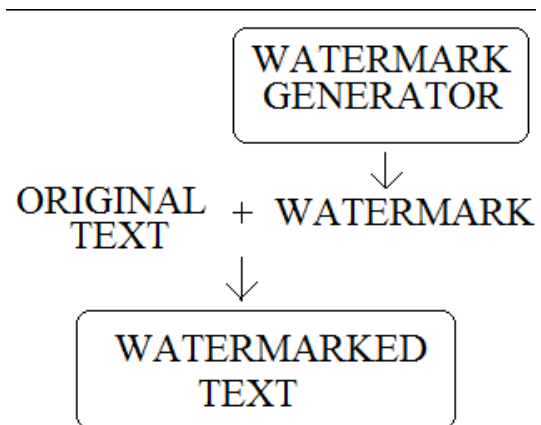 WATERMARK
GENERATOR
ORIGINAL
TEXT
+ WATERMARK
WATERMARKED
TEXT